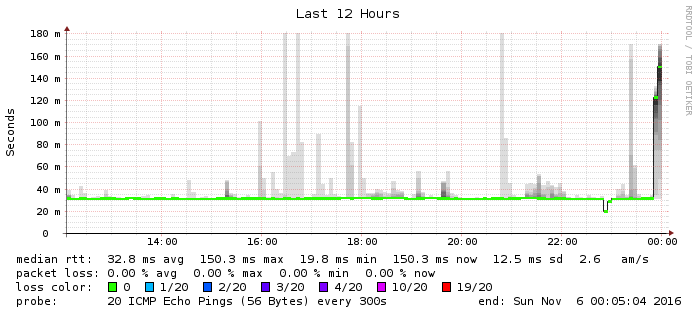 Last 12 Hours
RRDTOOL / TOBI OETIKER
Seconds
180 m
160 m
140 m
120 m
100 m
80 m
60 m
40 m
20 m
0
14:00 16:00 18:00 20:00 22:00 00:00
median rtt: 32.8 ms avg 150.3 ms max 19.8 ms min 150.3 ms now 12.5 ms sd 2.6 am/s
packet loss: 0.00 % avg 0.00 % max 0.00 % min 0.00 % now
loss color: 0 1/20 2/20 3/20 4/20 10/20 19/20
probe: 20 ICMP Echo Pings (56 Bytes) every 300s end: Sun Nov 6 00:05:04 2016